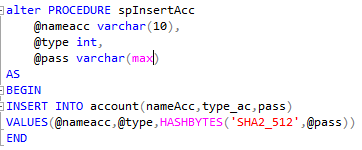 alter PROCEDURE spInsertAcc
@nameacc varchar(10),
@type int,
@pass varchar(max)
AS
BEGIN
INSERT INTO account(nameAcc,type_ac,pass)
VALUES(@nameacc,@type,HASHBYTES('SHA2_512',@pass))
END